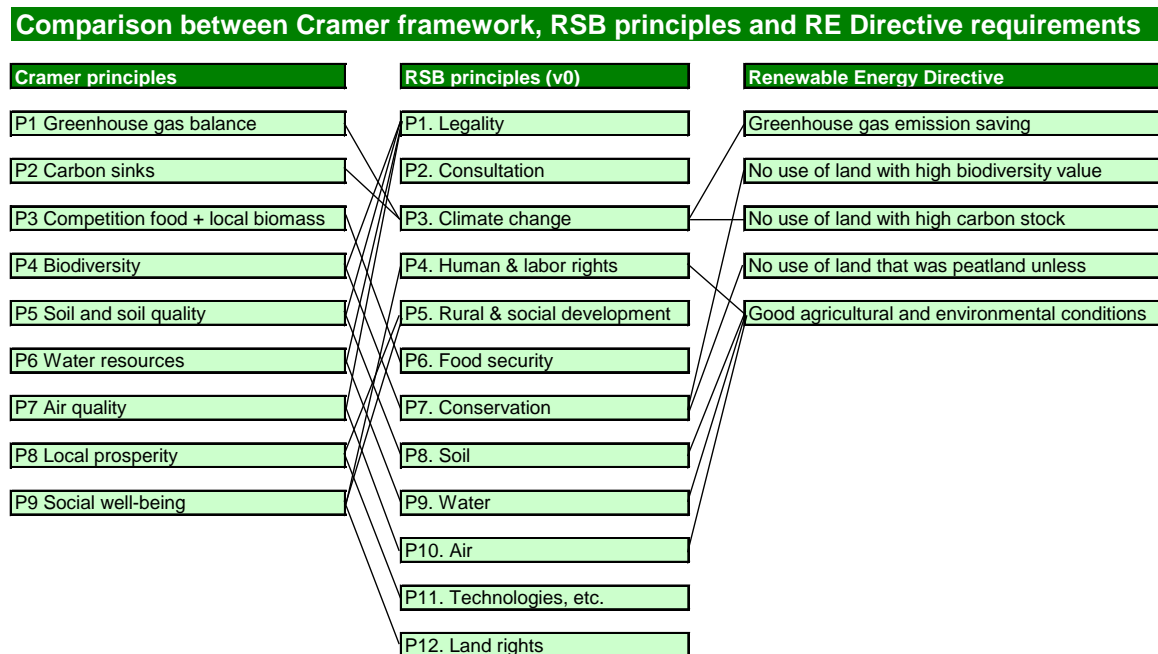 Comparison between Cramer framework, RSB principles and RE Directive requirements
Cramer principles
P1 Greenhouse gas balance
P2 Carbon sinks
P3 Competition food + local biomass
P4 Biodiversity
P5 Soil and soil quality
P6 Water resources
P7 Air quality
P8 Local prosperity
P9 Social well-being
RSB principles (v0)
P1. Legality
P2. Consultation
P3. Climate change
P4. Human & labor rights
P5. Rural & social development
P6. Food security
P7. Conservation
P8. Soil
P9. Water
P10. Air
P11. Technologies, etc.
P12. Land rights
Renewable Energy Directive
Greenhouse gas emission saving
No use of land with high biodiversity value
No use of land with high carbon stock
No use of land that was peatland unless
Good agricultural and environmental conditions